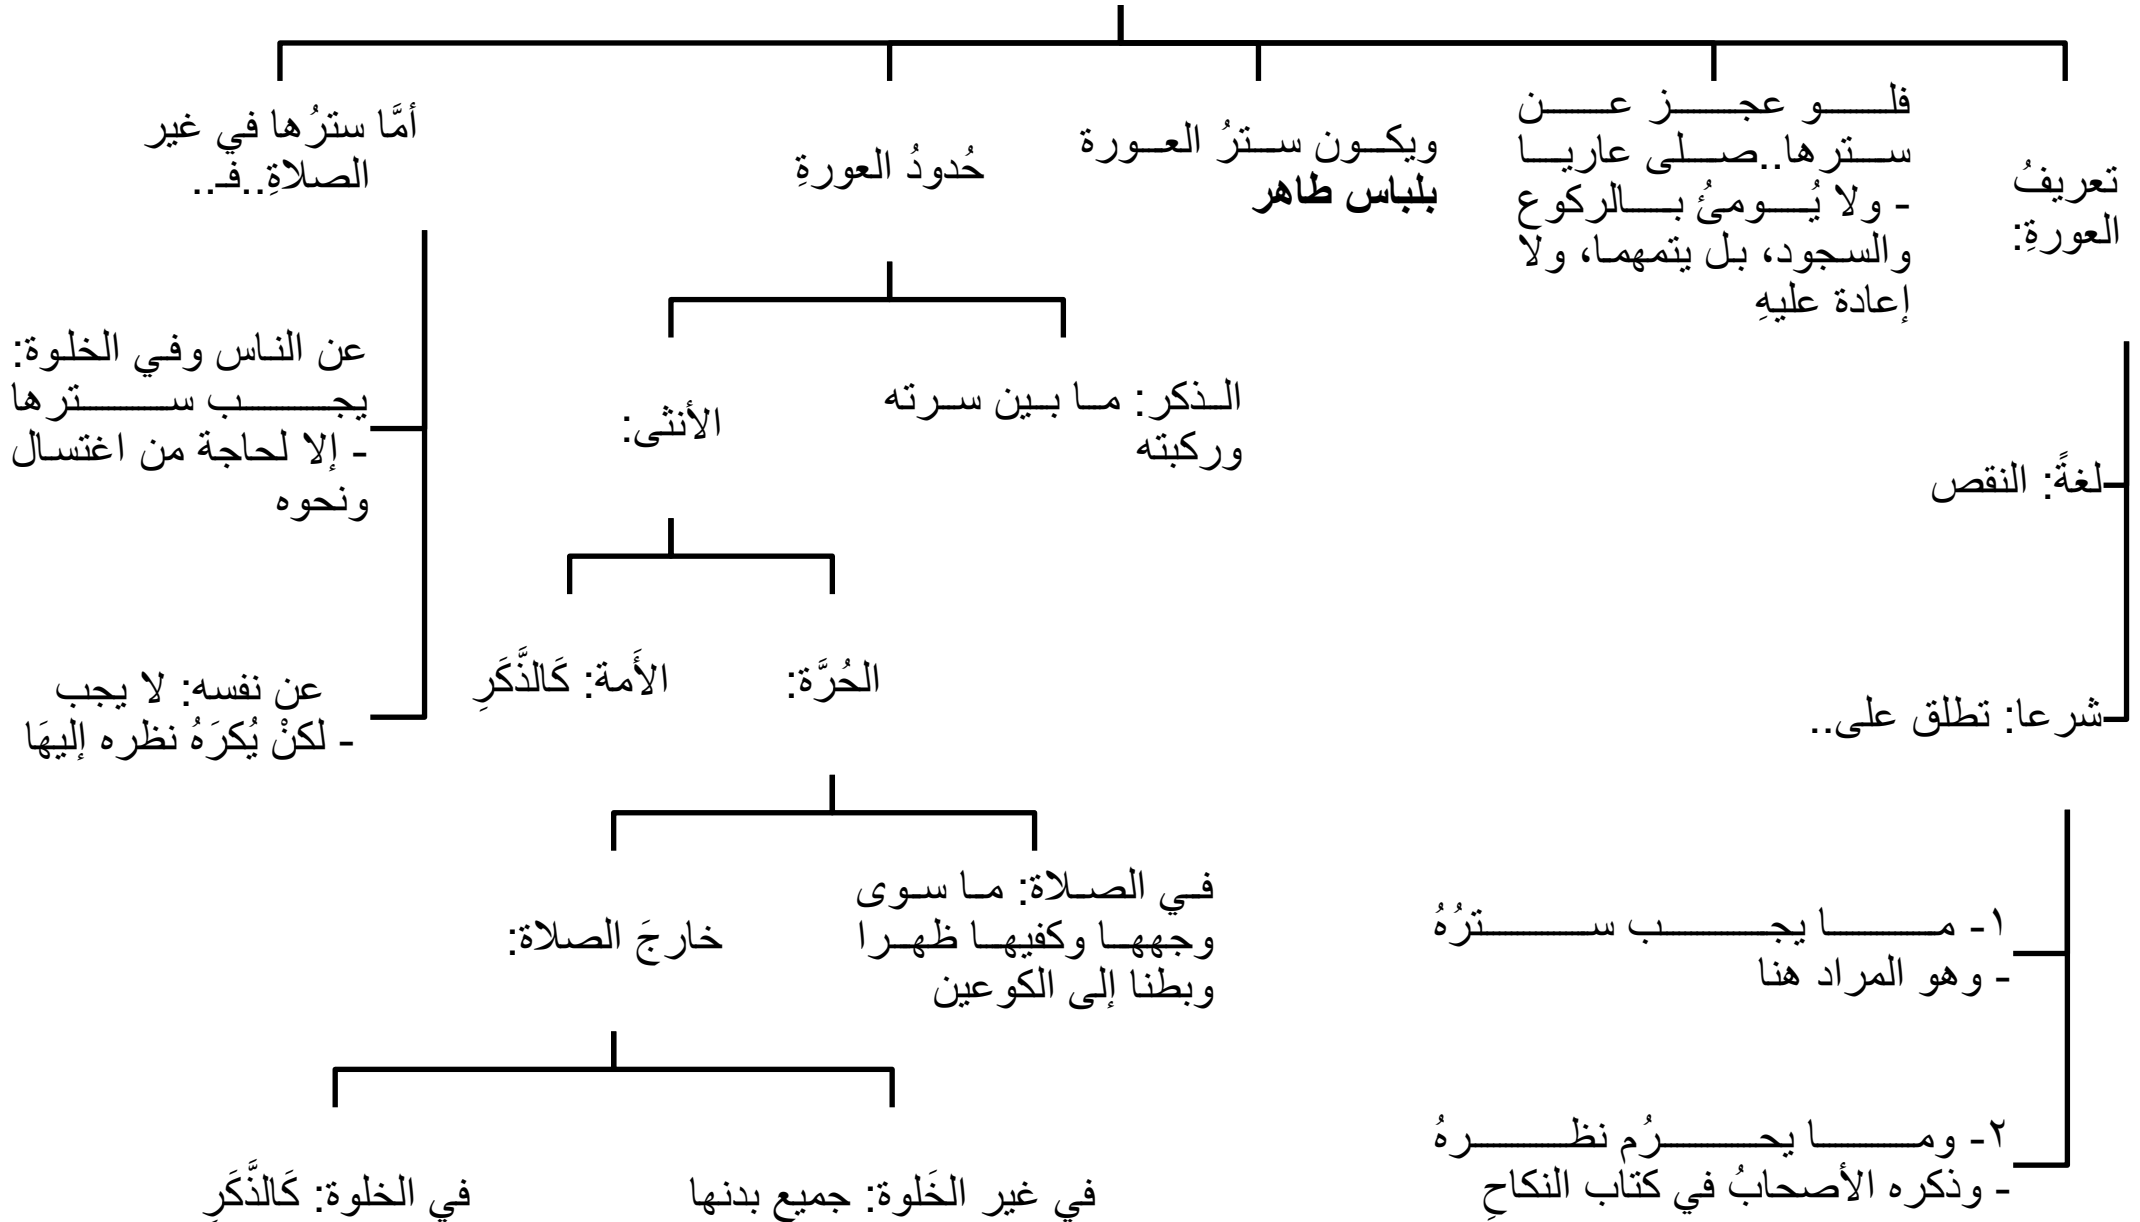 تعريفُ
العورةِ:
فلو عجز عن
سترها..صلى عاريا
- ولا يُومئُ بالركوع
والسجود، بل يتمهما، ولا
إعادة عليهِ
ويكون سترُ العورة
بلباس طاهر
حُدودُ العورةِ
أمَّا سترُها في غير
الصلاةِ..فـ..
لغةً: النقص
شرعا: تطلق على..
١- ما يجب سترُهُ
- وهو المراد هنا
٢- وما يحرُم نظرهُ
- وذكره الأصحابُ في كتاب النكاحِ
الذكر: ما بين سرته
وركبته
الأنثى:
الحُرَّة:
الأَمة: كَالذَّكَرِ
في الصلاة: ما سوى
وجهها وكفيها ظهرا
وبطنا إلى الكوعين
خارجَ الصلاة:
في غير الخَلوة: جميع بدنها
في الخلوة: كَالذَّكَرِ
عن الناس وفي الخلوة:
يجب سترها
- إلا لحاجة من اغتسال
ونحوه
عن نفسه: لا يجب
- لكنْ يُكرَهُ نظره إليهَا